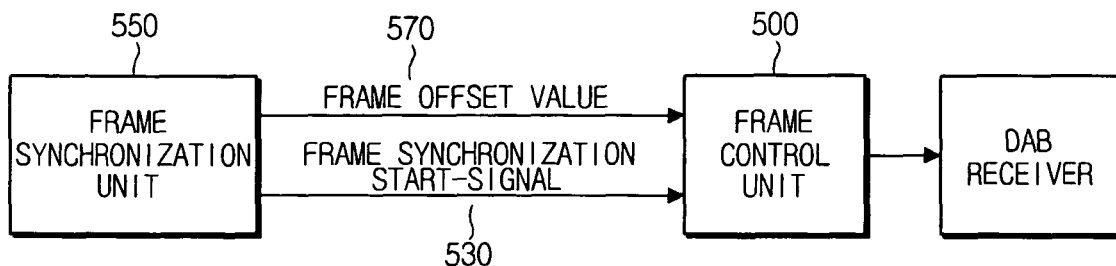 550
570
500
FRAME
SYNCHRONIZATION
UNIT
FRAME OFFSET VALUE
FRAME SYNCHRONIZATION
START-SIGNAL
530
FRAME
CONTROL
UNIT
DAB
RECEIVER